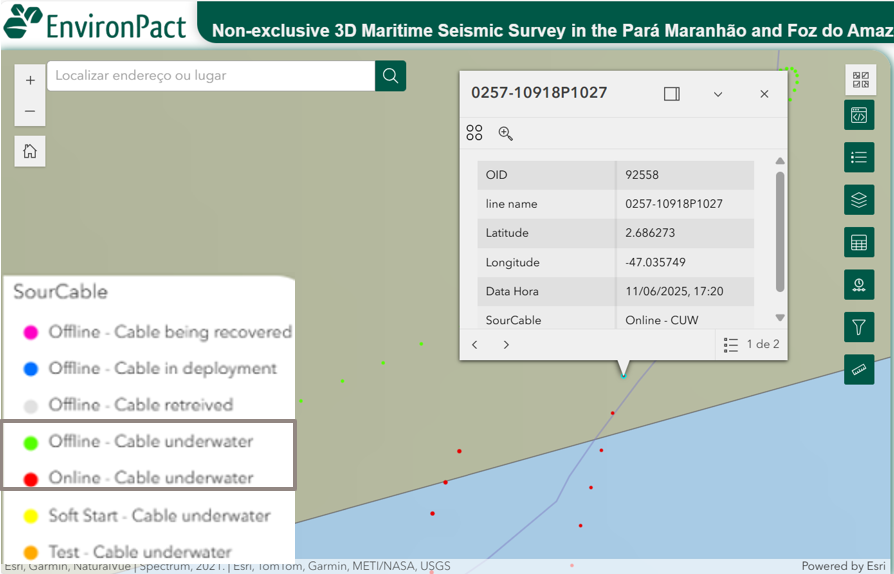 EnvironPact
Non-exclusive 3D Maritime Seismic Survey in the Pará Maranhão and Foz do Amaz
+
Localizar endereço ou lugar
−
0257-10918P1027
OID 92558
line name 0257-10918P1027
Latitude 2.686273
Longitude -47.035749
Data Hora 11/06/2025, 17:20
SourCable Online - CUW
1 de 2
SourCable
Offline - Cable being recovered
Offline - Cable in deployment
Offline - Cable retreived
Offline - Cable underwater
Online - Cable underwater
Soft Start - Cable underwater
Test - Cable underwater
Esri, Garmin, NaturalVue | Spectrum, 2021. | Esri, TomTom, Garmin, METI/NASA, USGS
Powered by Esri